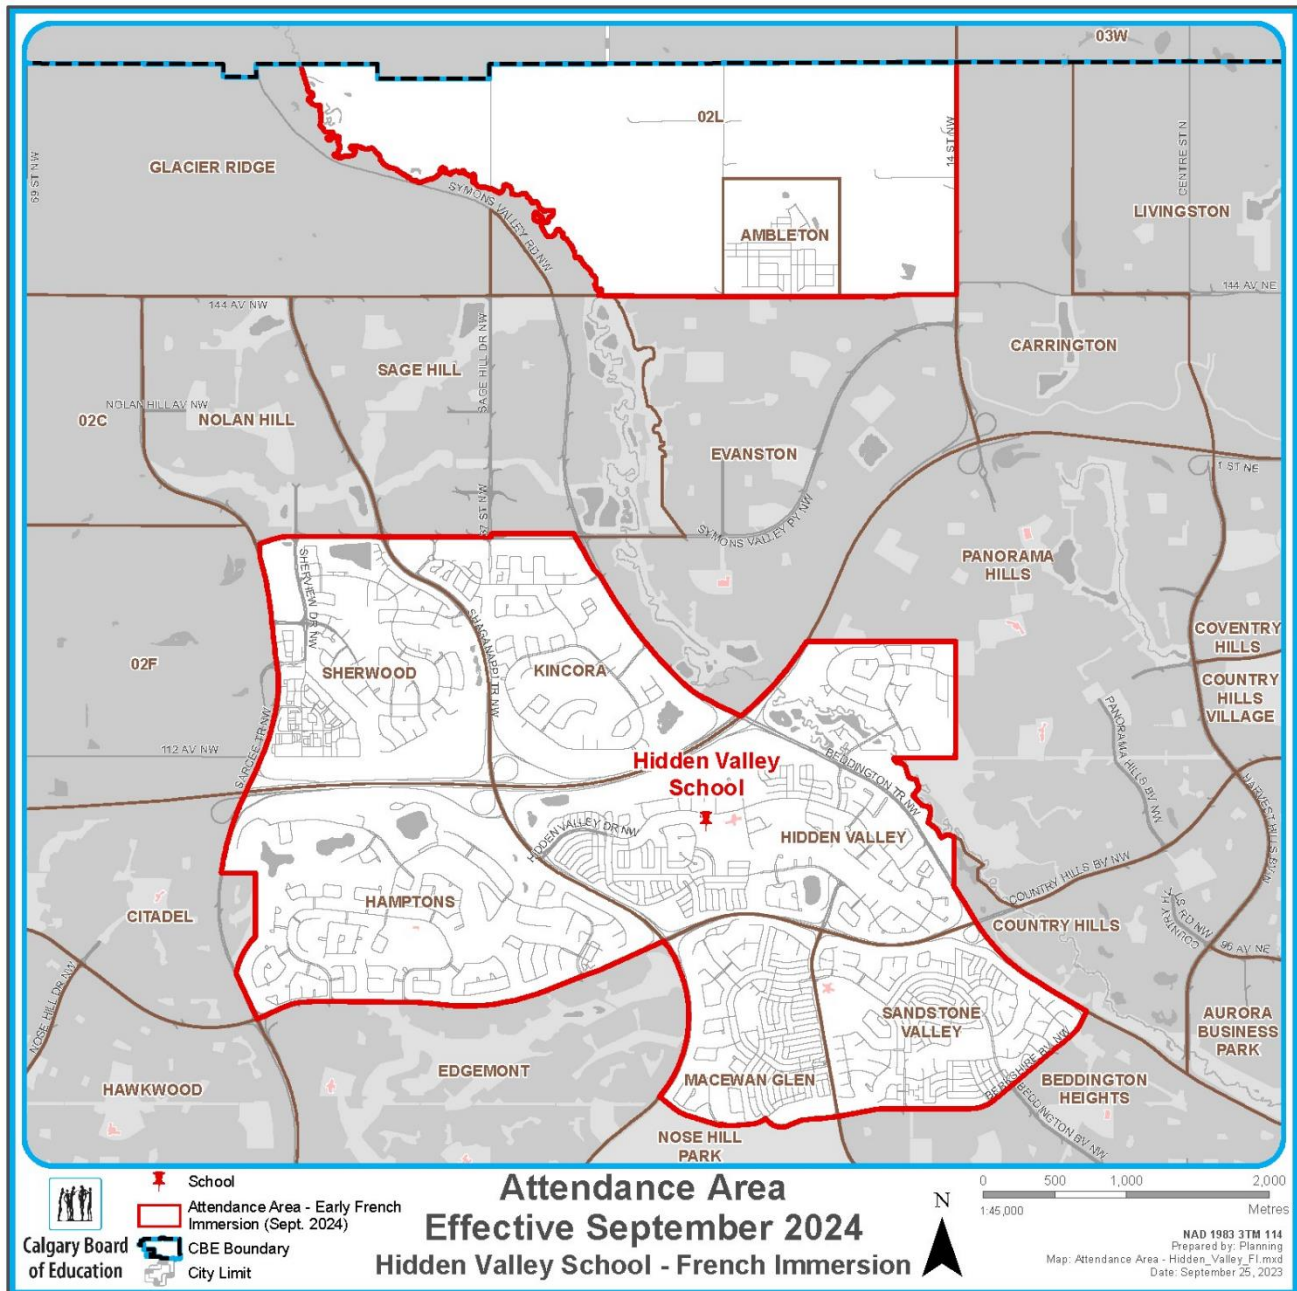 03W
02L
GLACIER RIDGE
69 ST NW
14 ST NW
CENTRE ST N
LIVINGSTON
SYMONS VALLEY RD NW
AMBLETON
144 AV NW
144 AV NE
SAGE HILL DR NW
CARRINGTON
SAGE HILL
NOLAN HILL AV NW
02C
NOLAN HILL
EVANSTON
1 ST NE
37 ST NW
SYMONS VALLEY PY NW
PANORAMA
HILLS
SHERVIEW DR NW
COVENTRY
HILLS
02F
SHERWOOD
SHAGANAPPI TR NW
KINCORA
COUNTRY
HILLS
VILLAGE
PANORAMA HILLS BV NW
112 AV NW
SARCEE TR NW
Hidden Valley
School
BEDDINGTON TR NW
HARVEST HILLS BV N
HIDDEN VALLEY DR NW
HIDDEN VALLEY
COUNTRY HILLS BV NW
CITADEL
HAMPTONS
COUNTRY HILLS
COUNTRY H
LS DR NW
96 AV NE
NOSE HILL DR NW
SANDSTONE
VALLEY
AURORA
BUSINESS
PARK
EDGEMONT
MACEWAN GLEN
BERKSHIRE BV NW
BEDDINGTON
HEIGHTS
HAWKWOOD
BEDDINGTON BV NW
NOSE HILL
PARK
Calgary Board
of Education
School
Attendance Area - Early French
Immersion (Sept. 2024)
CBE Boundary
City Limit
Attendance Area
Effective September 2024
Hidden Valley School - French Immersion
N
0 500 1,000 2,000
1:45,000 Metres
NAD 1983 3TM 114
Prepared by: Planning
Map: Attendance Area - Hidden_Valley_FI.mxd
Date: September 25, 2023